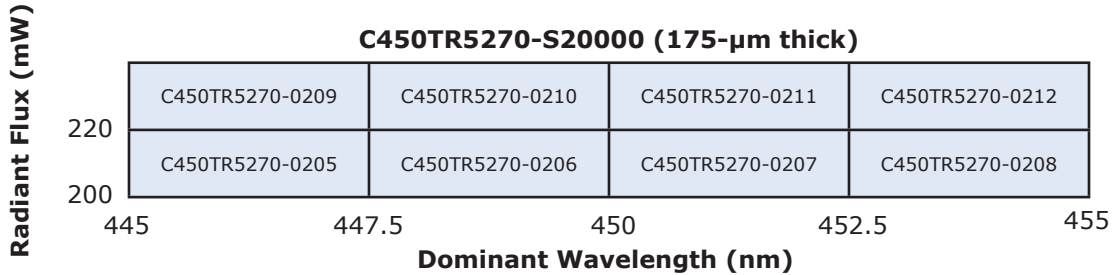 C450TR5270-S20000 (175-μm thick)
Radiant Flux (mW)
C450TR5270-0209 C450TR5270-0210 C450TR5270-0211 C450TR5270-0212
220
C450TR5270-0205 C450TR5270-0206 C450TR5270-0207 C450TR5270-0208
200
445 447.5 450 452.5 455
Dominant Wavelength (nm)